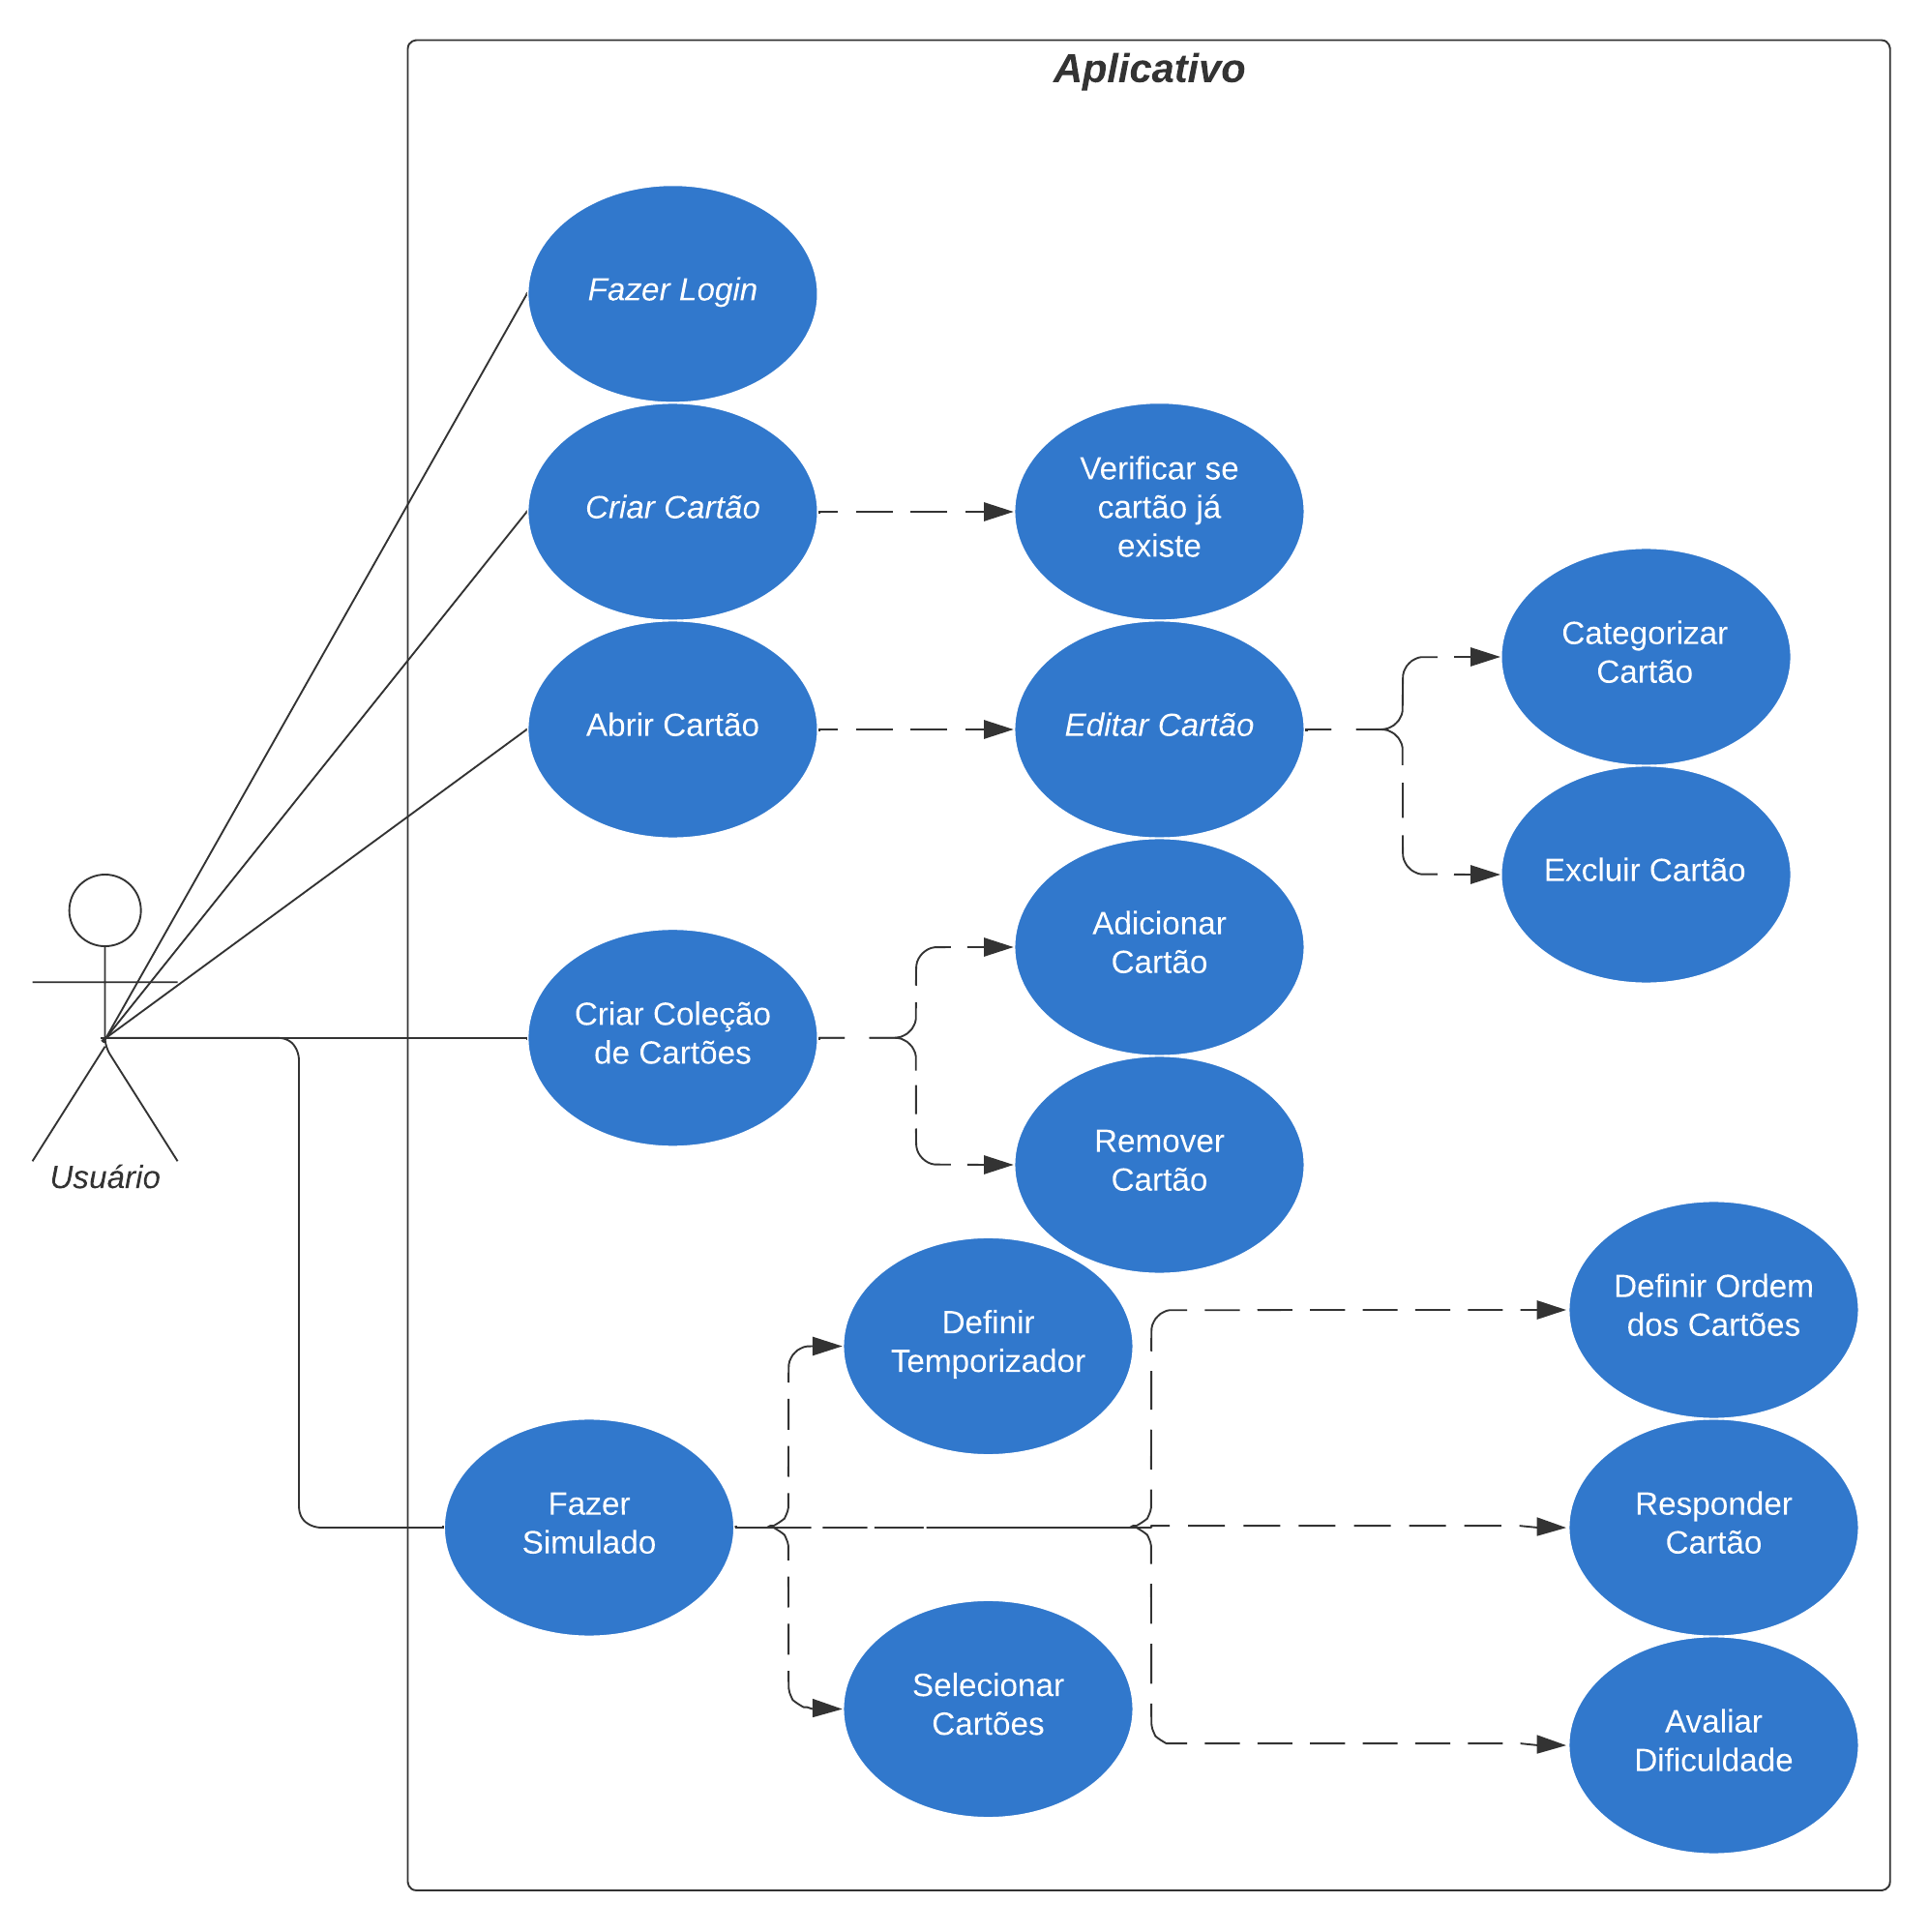 Aplicativo
Fazer Login
Criar Cartão
Verificar se
cartão já
existe
Abrir Cartão
Editar Cartão
Categorizar
Cartão
Excluir Cartão
Criar Coleção
de Cartões
Adicionar
Cartão
Remover
Cartão
Usuário
Fazer
Simulado
Definir
Temporizador
Selecionar
Cartões
Definir Ordem
dos Cartões
Responder
Cartão
Avaliar
Dificuldade